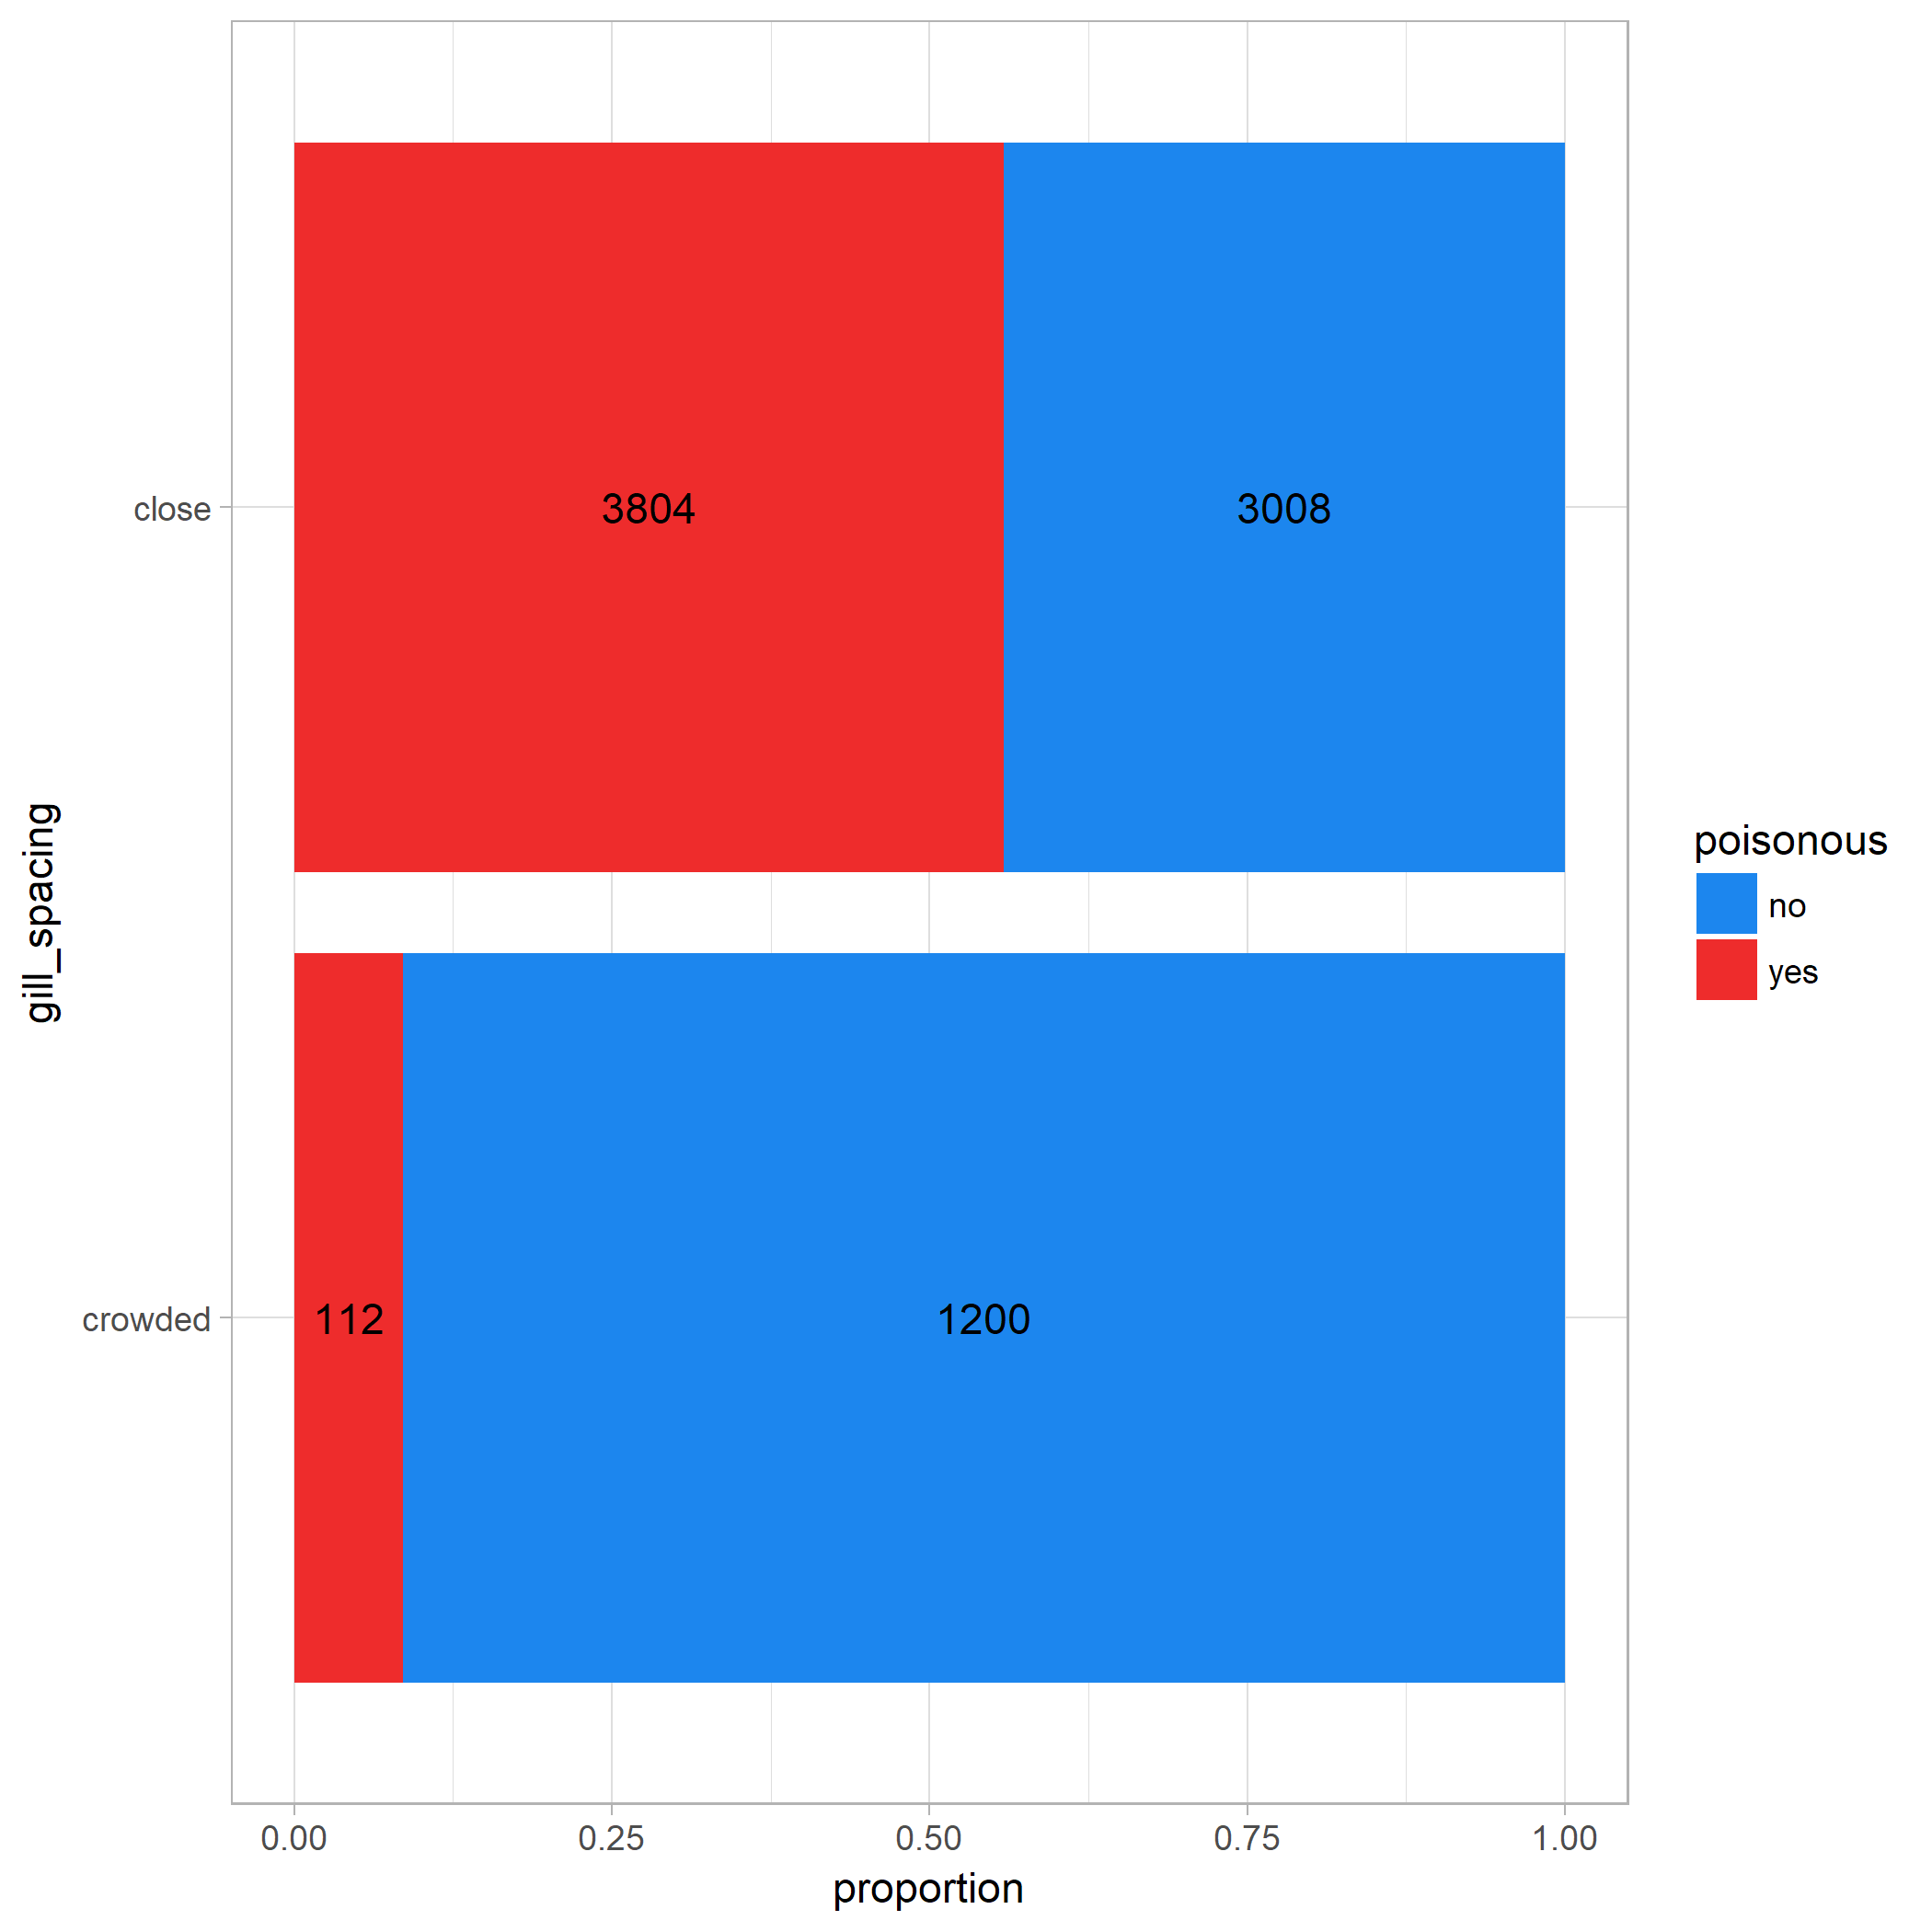 close
3804
3008
gill_spacing
poisonous
no
yes
crowded
112
1200
0.00
0.25
0.50
0.75
1.00
proportion